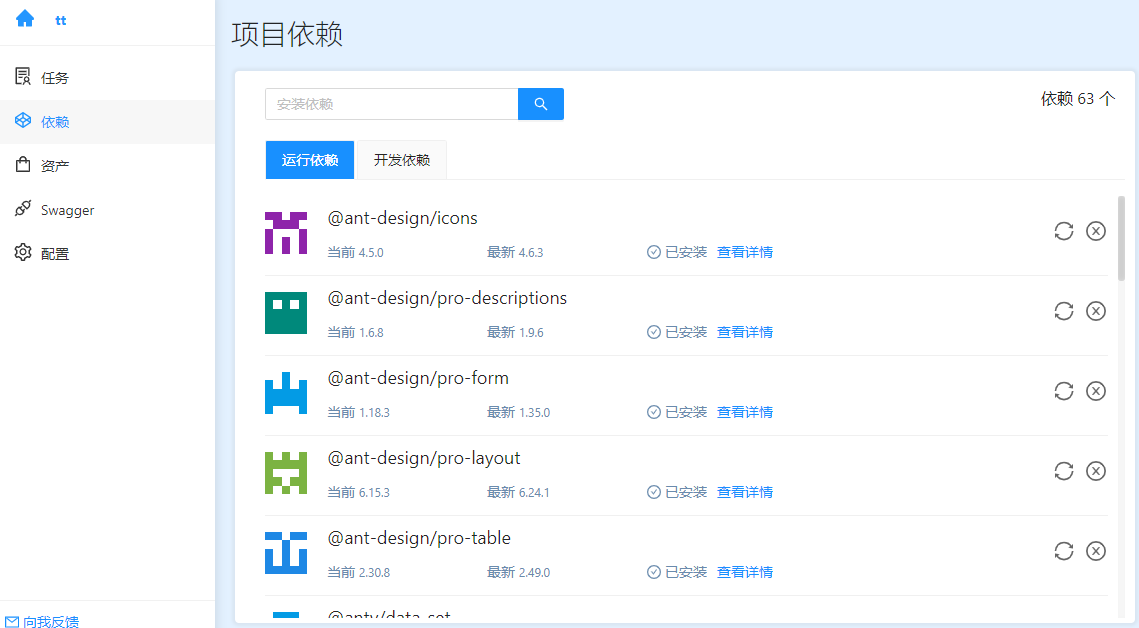 tt
任务
依赖
资产
Swagger
配置
向我反馈
项目依赖
安装依赖
依赖 63 个
运行依赖 开发依赖
@ant-design/icons
当前 4.5.0 最新 4.6.3 已安装 查看详情
@ant-design/pro-descriptions
当前 1.6.8 最新 1.9.6 已安装 查看详情
@ant-design/pro-form
当前 1.18.3 最新 1.35.0 已安装 查看详情
@ant-design/pro-layout
当前 6.15.3 最新 6.24.1 已安装 查看详情
@ant-design/pro-table
当前 2.30.8 最新 2.49.0 已安装 查看详情
@antv/data-set